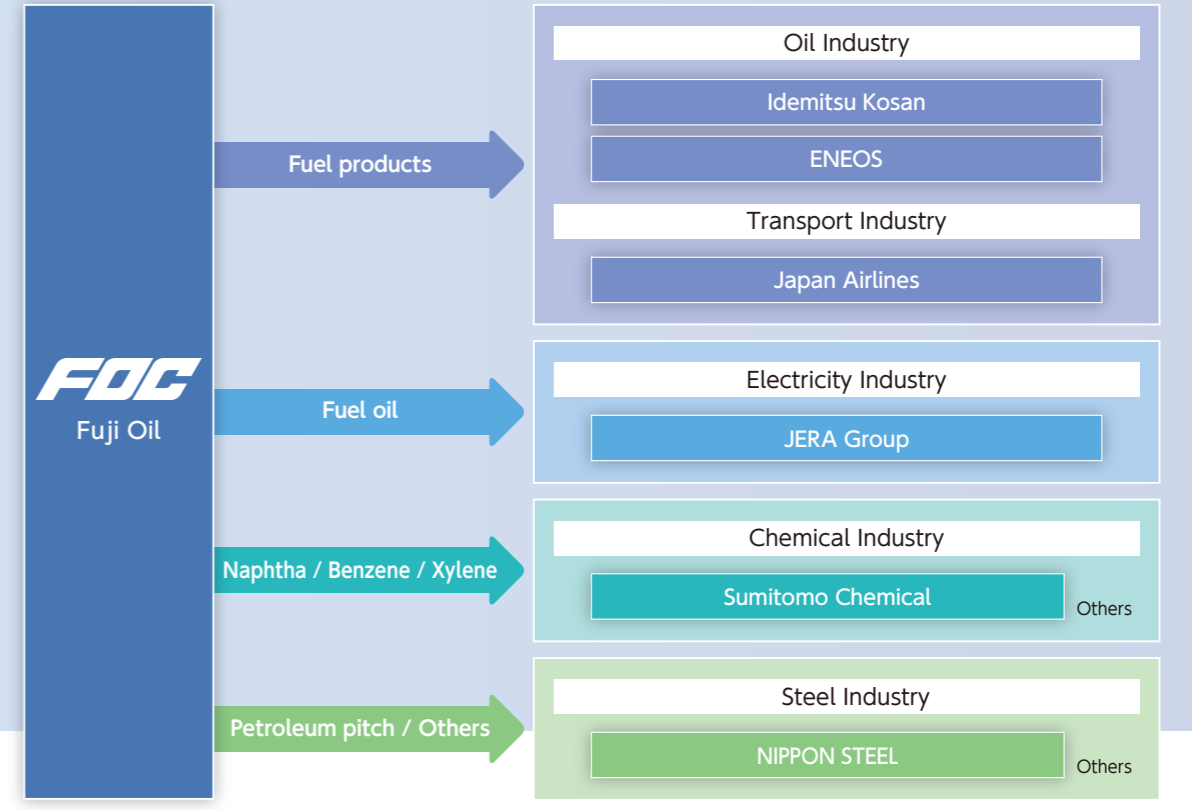 FOC
Fuji Oil
Fuel products
Oil Industry
Idemitsu Kosan
ENEOS
Transport Industry
Japan Airlines
Fuel oil
Electricity Industry
JERA Group
Naphtha / Benzene / Xylene
Chemical Industry
Sumitomo Chemical
Others
Petroleum pitch / Others
Steel Industry
NIPPON STEEL
Others